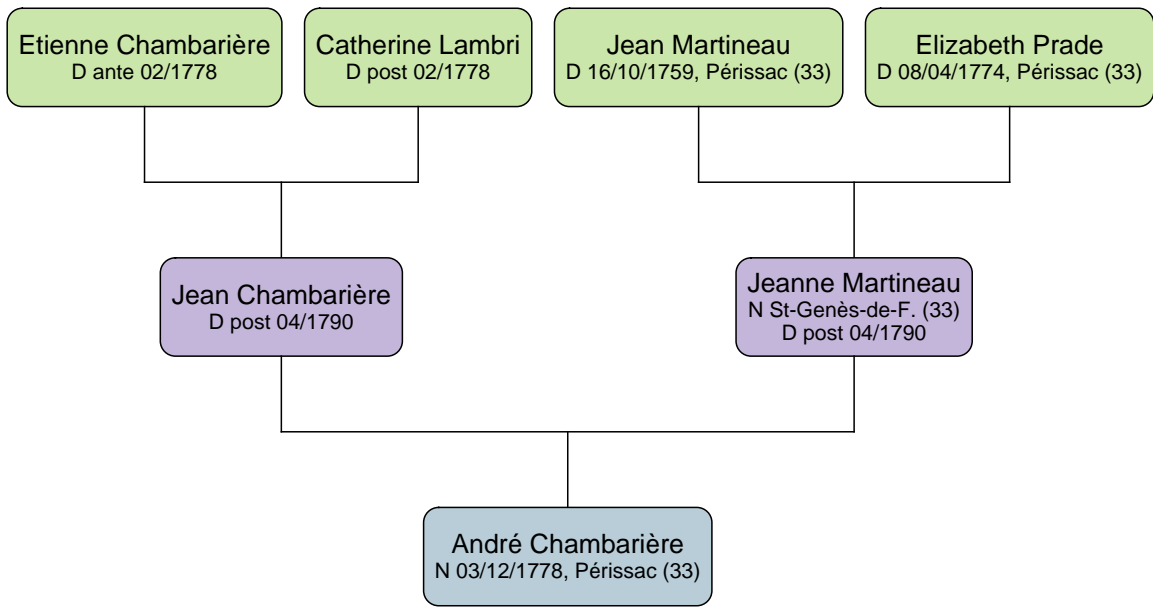 Etienne Chambarière
D ante 02/1778
Catherine Lambri
D post 02/1778
Jean Martineau
D 16/10/1759, Périssac (33)
Elizabeth Prade
D 08/04/1774, Périssac (33)
Jean Chambarière
D post 04/1790
Jeanne Martineau
N St-Genès-de-F. (33)
D post 04/1790
André Chambarière
N 03/12/1778, Périssac (33)